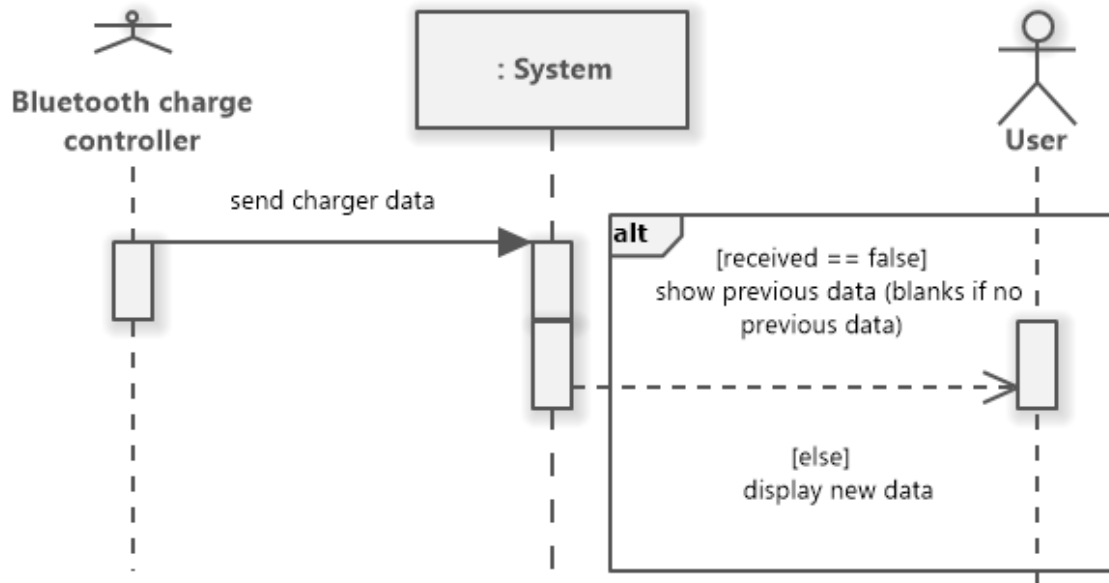 Bluetooth charge
controller
: System
User
send charger data
alt
[received == false]
show previous data (blanks if no
previous data)
[else]
display new data